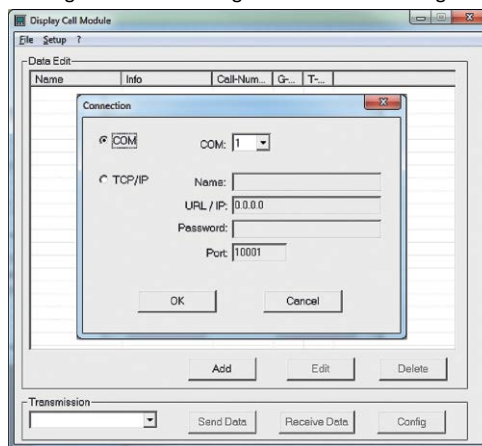 Display Call Module
File Setup ?
Data Edit
Name Info Call-Num... G-... T-...
Connection
COM COM: 1
TCP/IP Name:
URL / IP: 0.0.0.0
Password:
Port: 10001
OK Cancel
Add Edit Delete
Transmission
Send Data Receive Data Config